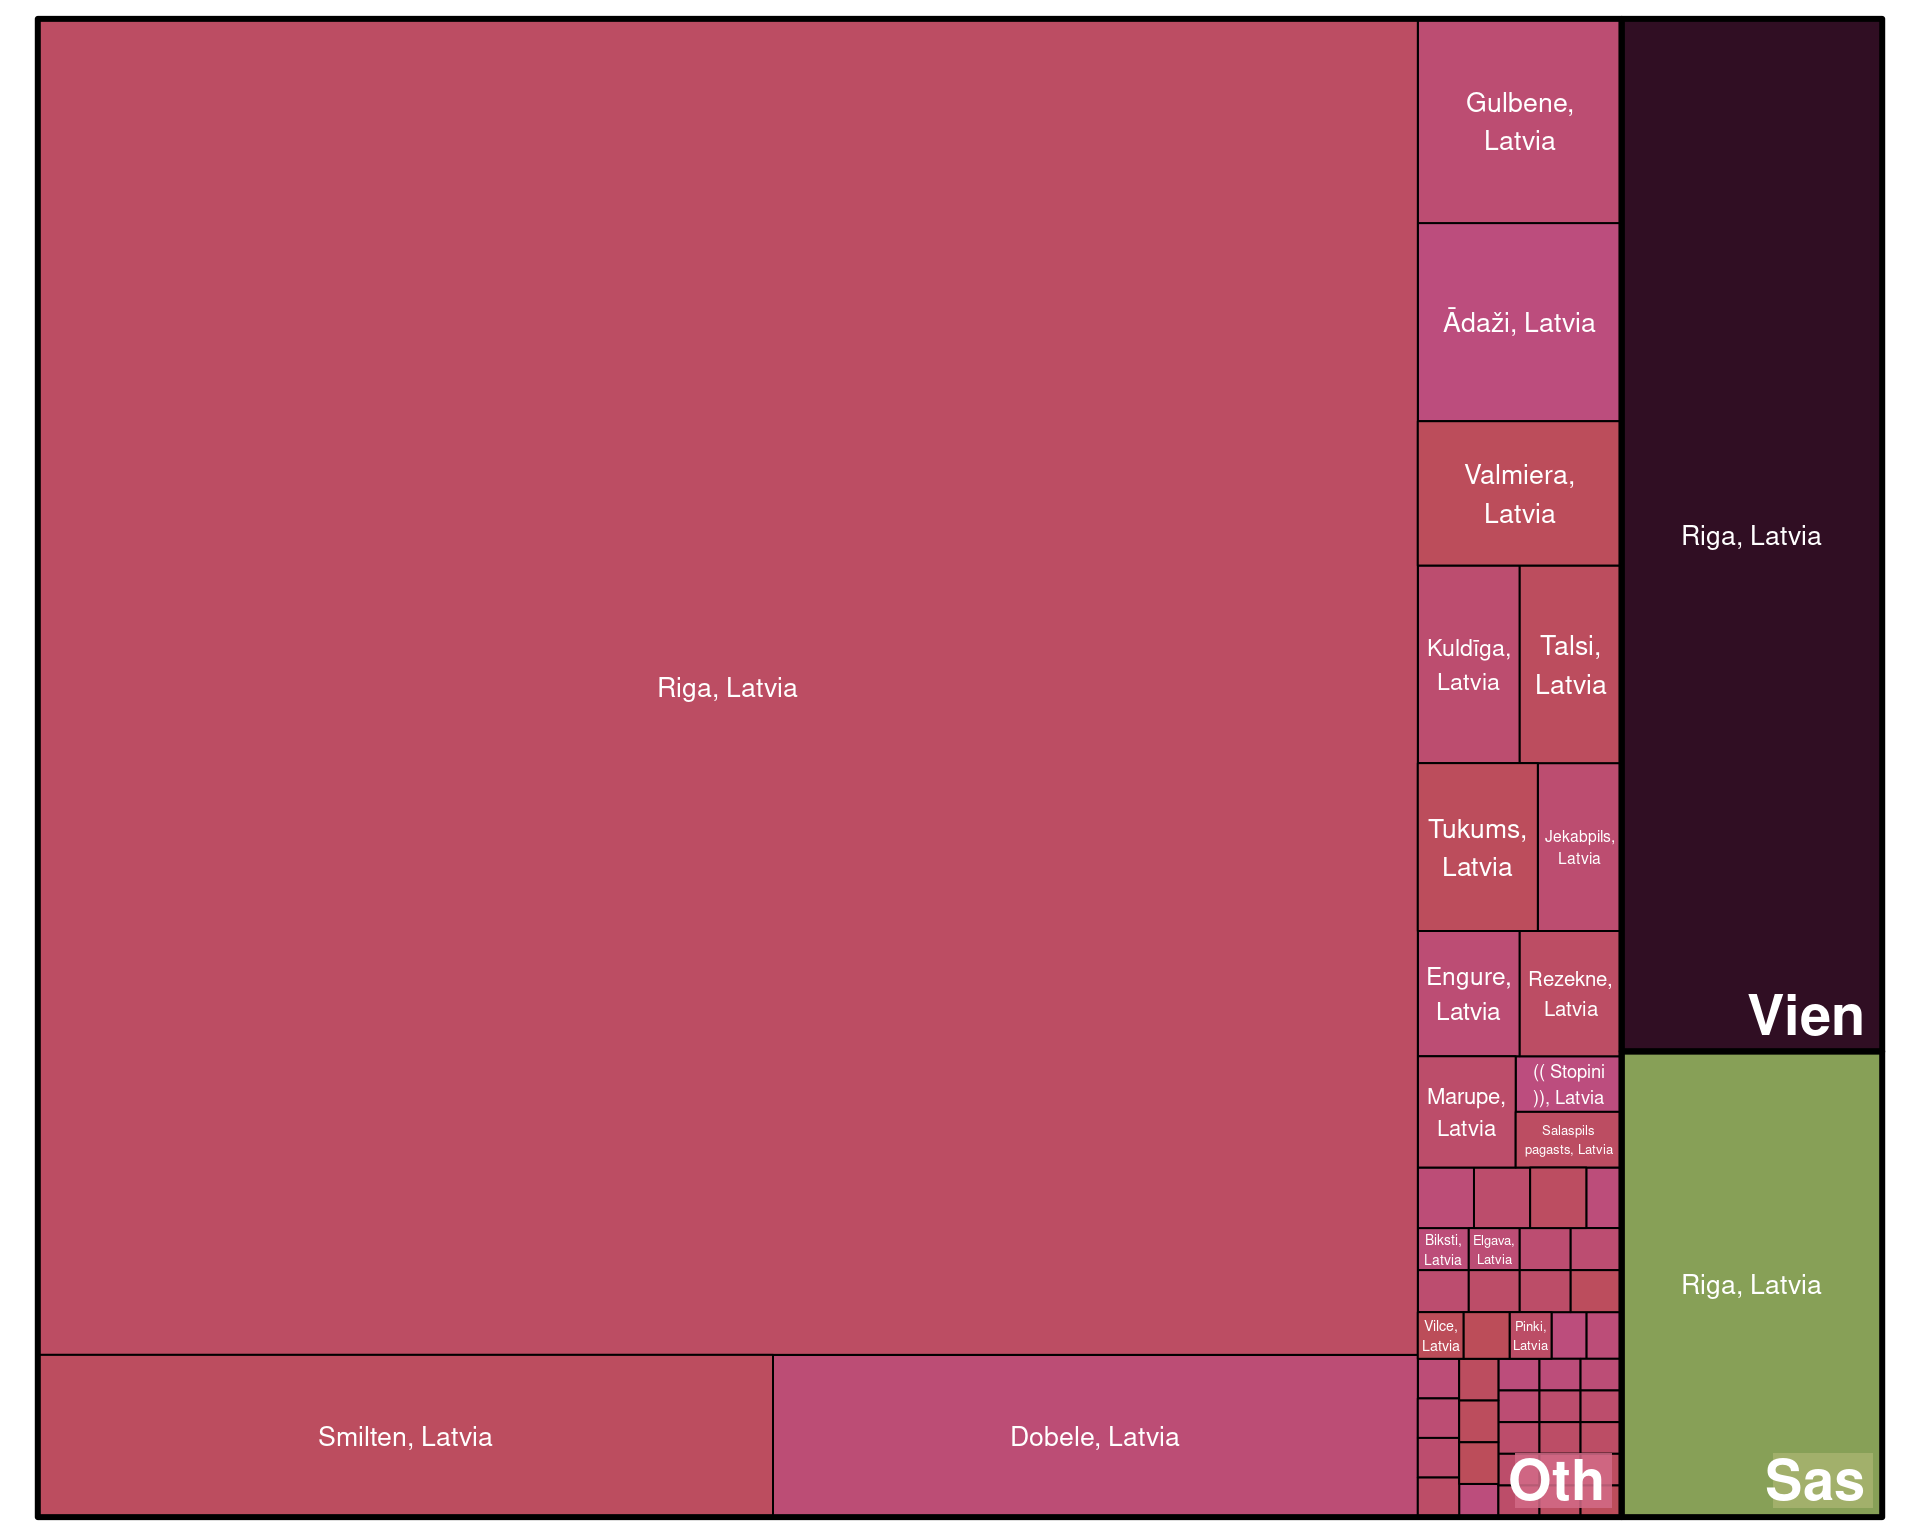 Riga, Latvia
Smilten, Latvia
Dobele, Latvia
Gulbene,
Latvia
Ādaži, Latvia
Valmiera,
Latvia
Kuldīga,
Latvia
Talsi,
Latvia
Tukums,
Latvia
Jekabpils,
Latvia
Engure,
Latvia
Rezekne,
Latvia
Marupe,
Latvia
(( Stopini
)), Latvia
Salaspils
pagasts, Latvia
Biksti,
Latvia
Elgava,
Latvia
Vilce,
Latvia
Pinki,
Latvia
Oth
Riga, Latvia
Vien
Riga, Latvia
Sas